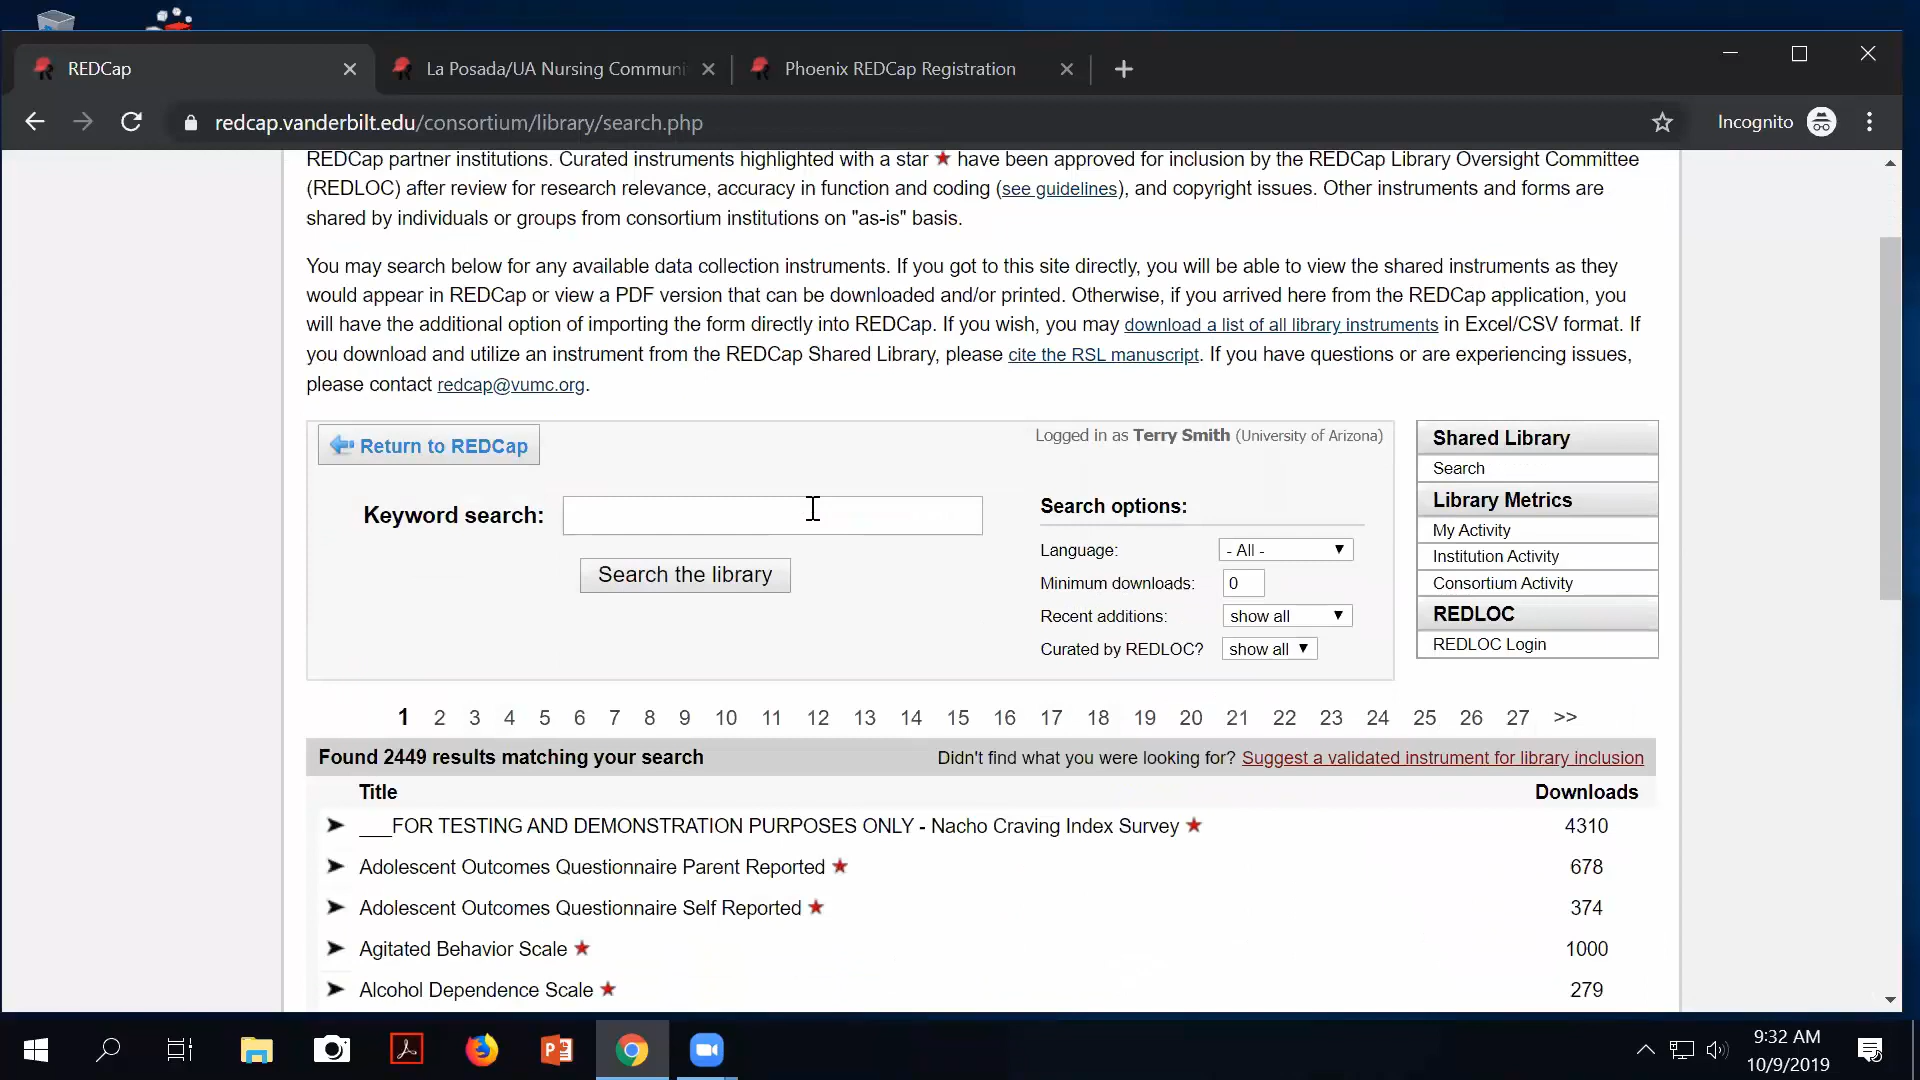 REDCap
La Posada/UA Nursing Communi
Phoenix REDCap Registration
redcap.vanderbilt.edu/consortium/library/search.php
Incognito
REDCap partner institutions. Curated instruments highlighted with a star ★ have been approved for inclusion by the REDCap Library Oversight Committee
(REDLOC) after review for research relevance, accuracy in function and coding (see guidelines), and copyright issues. Other instruments and forms are
shared by individuals or groups from consortium institutions on "as-is" basis.
You may search below for any available data collection instruments. If you got to this site directly, you will be able to view the shared instruments as they
would appear in REDCap or view a PDF version that can be downloaded and/or printed. Otherwise, if you arrived here from the REDCap application, you
will have the additional option of importing the form directly into REDCap. If you wish, you may download a list of all library instruments in Excel/CSV format. If
you download and utilize an instrument from the REDCap Shared Library, please cite the RSL manuscript. If you have questions or are experiencing issues,
please contact redcap@vumc.org.
Return to REDCap
Logged in as Terry Smith (University of Arizona)
Keyword search:
Search the library
Search options:
Language: - All -
Minimum downloads: 0
Recent additions: show all
Curated by REDLOC? show all
Shared Library
Search
Library Metrics
My Activity
Institution Activity
Consortium Activity
REDLOC
REDLOC Login
1 2 3 4 5 6 7 8 9 10 11 12 13 14 15 16 17 18 19 20 21 22 23 24 25 26 27 >>
Found 2449 results matching your search
Didn't find what you were looking for? Suggest a validated instrument for library inclusion
Title Downloads
___FOR TESTING AND DEMONSTRATION PURPOSES ONLY - Nacho Craving Index Survey ★ 4310
Adolescent Outcomes Questionnaire Parent Reported ★ 678
Adolescent Outcomes Questionnaire Self Reported ★ 374
Agitated Behavior Scale ★ 1000
Alcohol Dependence Scale ★ 279
9:32 AM
10/9/2019